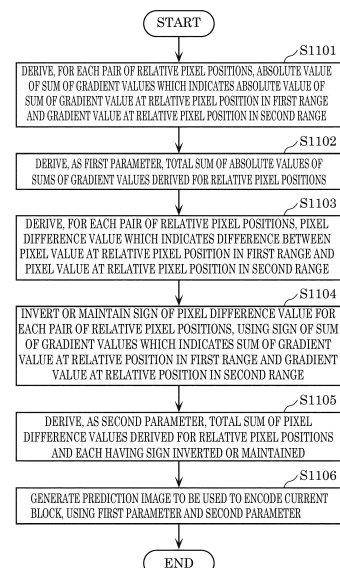 START
S1101
DERIVE, FOR EACH PAIR OF RELATIVE PIXEL POSITIONS, ABSOLUTE VALUE
OF SUM OF GRADIENT VALUES WHICH INDICATES ABSOLUTE VALUE OF
SUM OF GRADIENT VALUE AT RELATIVE PIXEL POSITION IN FIRST RANGE
AND GRADIENT VALUE AT RELATIVE PIXEL POSITION IN SECOND RANGE
S1102
DERIVE, AS FIRST PARAMETER, TOTAL SUM OF ABSOLUTE VALUES OF
SUMS OF GRADIENT VALUES DERIVED FOR RELATIVE PIXEL POSITIONS
S1103
DERIVE, FOR EACH PAIR OF RELATIVE PIXEL POSITIONS, PIXEL
DIFFERENCE VALUE WHICH INDICATES DIFFERENCE BETWEEN
PIXEL VALUE AT RELATIVE PIXEL POSITION IN FIRST RANGE AND
PIXEL VALUE AT RELATIVE PIXEL POSITION IN SECOND RANGE
S1104
INVERT OR MAINTAIN SIGN OF PIXEL DIFFERENCE VALUE FOR
EACH PAIR OF RELATIVE PIXEL POSITIONS, USING SIGN OF SUM
OF GRADIENT VALUES WHICH INDICATES SUM OF GRADIENT
VALUE AT RELATIVE POSITION IN FIRST RANGE AND GRADIENT
VALUE AT RELATIVE POSITION IN SECOND RANGE
S1105
DERIVE, AS SECOND PARAMETER, TOTAL SUM OF PIXEL
DIFFERENCE VALUES DERIVED FOR RELATIVE PIXEL POSITIONS
AND EACH HAVING SIGN INVERTED OR MAINTAINED
S1106
GENERATE PREDICTION IMAGE TO BE USED TO ENCODE CURRENT
BLOCK, USING FIRST PARAMETER AND SECOND PARAMETER
END